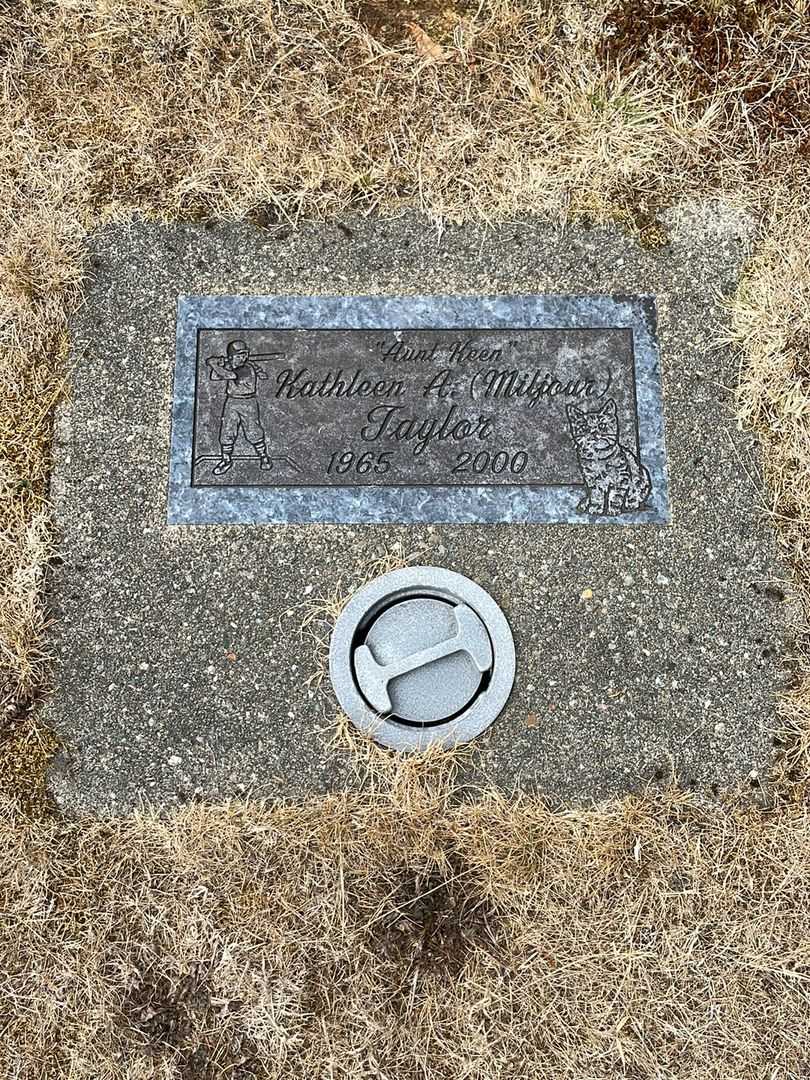 "Aunt Keen"
Kathleen A. (Miljour)
Taylor
1965 2000